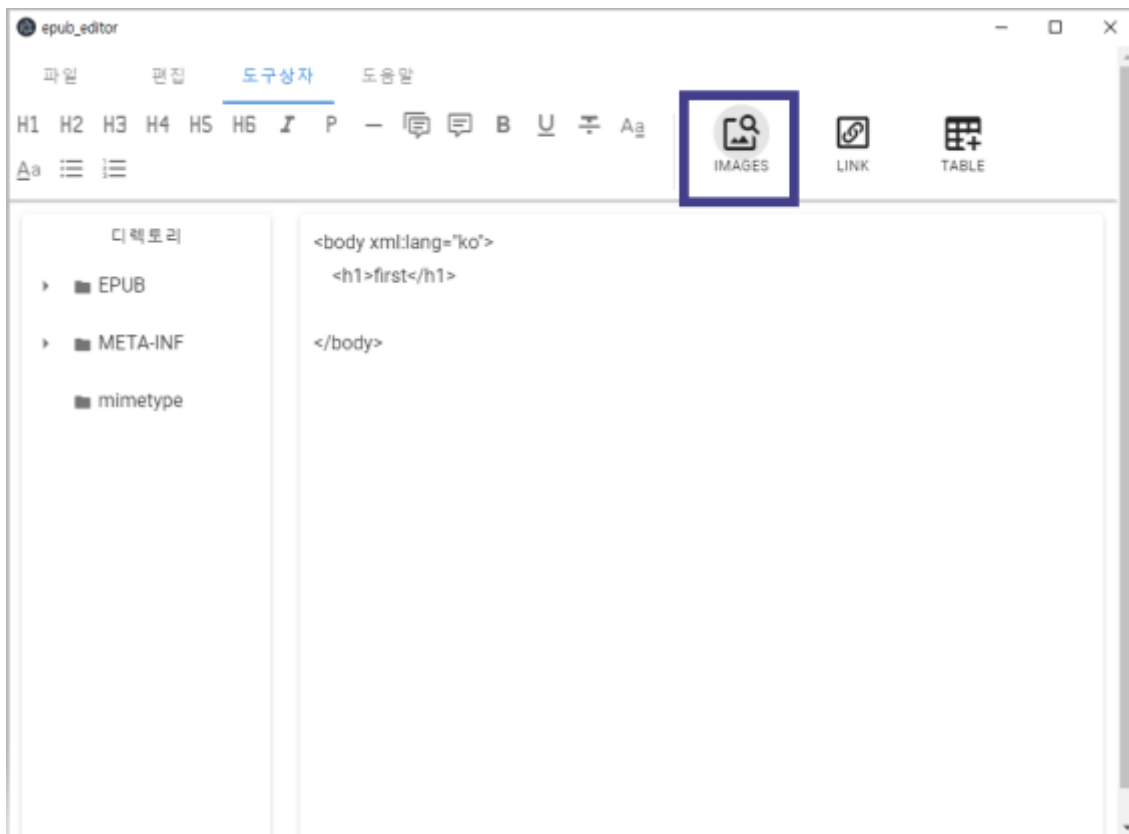 epub_editor
파일 편집 도구상자 도움말
H1 H2 H3 H4 H5 H6 I P — B U T Aa
Aa
IMAGES LINK TABLE
디렉토리
EPUB
META-INF
mimetype
<body xml:lang="ko">
<h1>first</h1>
</body>